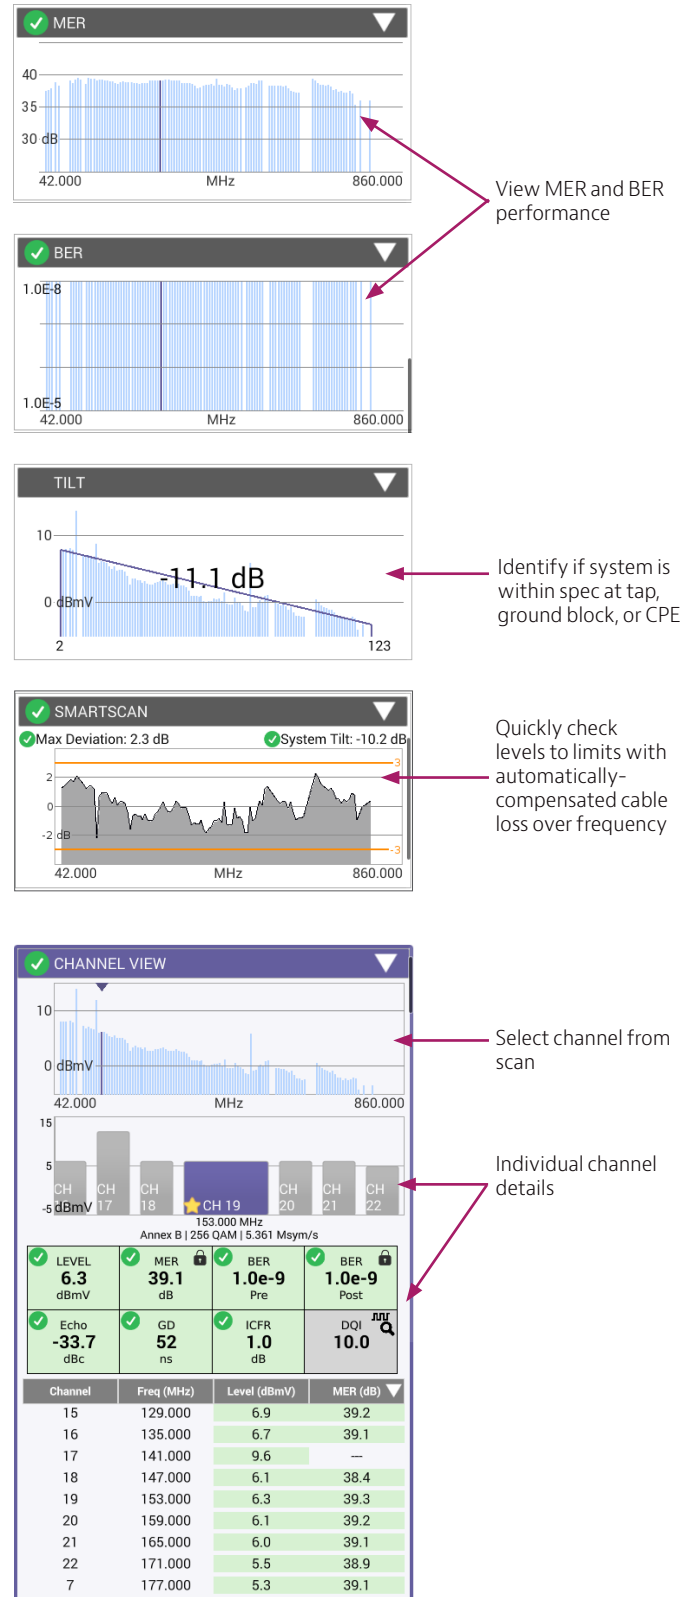 MER
40
35
30 dB
42.000 MHz 860.000
View MER and BER
performance
BER
1.0E-8
1.0E-5
42.000 MHz 860.000
TILT
10
-11.1 dB
0 dBmV
2 123
Identify if system is
within spec at tap,
ground block, or CPE
SMARTSCAN
Max Deviation: 2.3 dB System Tilt: -10.2 dB
3
2
0
-2 dB
-3
42.000 MHz 860.000
Quickly check
levels to limits with
automatically-
compensated cable
loss over frequency
CHANNEL VIEW
10
0 dBmV
42.000 MHz 860.000
Select channel from
scan
15
5
-5 dBmV
CH
CH 17
CH 18
CH 19
CH 20
CH 21
CH 22
153.000 MHz
Annex B | 256 QAM | 5.361 Msym/s
Individual channel
details
LEVEL 6.3 dBmV
MER 39.1 dB
BER 1.0e-9 Pre
BER 1.0e-9 Post
Echo -33.7 dBc
GD 52 ns
ICFR 1.0 dB
DQI 10.0
Channel Freq (MHz) Level (dBmV) MER (dB)
15 129.000 6.9 39.2
16 135.000 6.7 39.1
17 141.000 9.6 ---
18 147.000 6.1 38.4
19 153.000 6.3 39.3
20 159.000 6.1 39.2
21 165.000 6.0 39.1
22 171.000 5.5 38.9
7 177.000 5.3 39.1